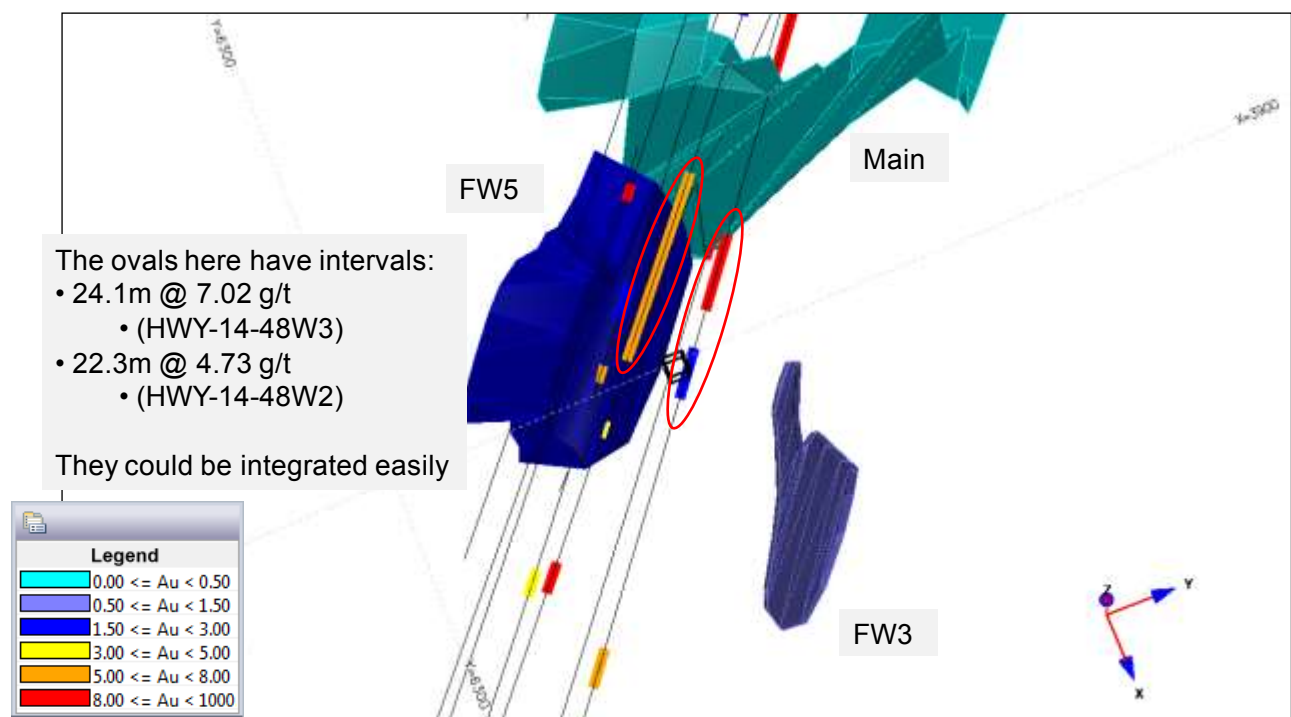 Y=6300
X=3900
Main
FW5
The ovals here have intervals:
• 24.1m @ 7.02 g/t
• (HWY-14-48W3)
• 22.3m @ 4.73 g/t
• (HWY-14-48W2)
They could be integrated easily
Legend
0.00 <= Au < 0.50
0.50 <= Au < 1.50
1.50 <= Au < 3.00
3.00 <= Au < 5.00
5.00 <= Au < 8.00
8.00 <= Au < 1000
FW3
Z
Y
X